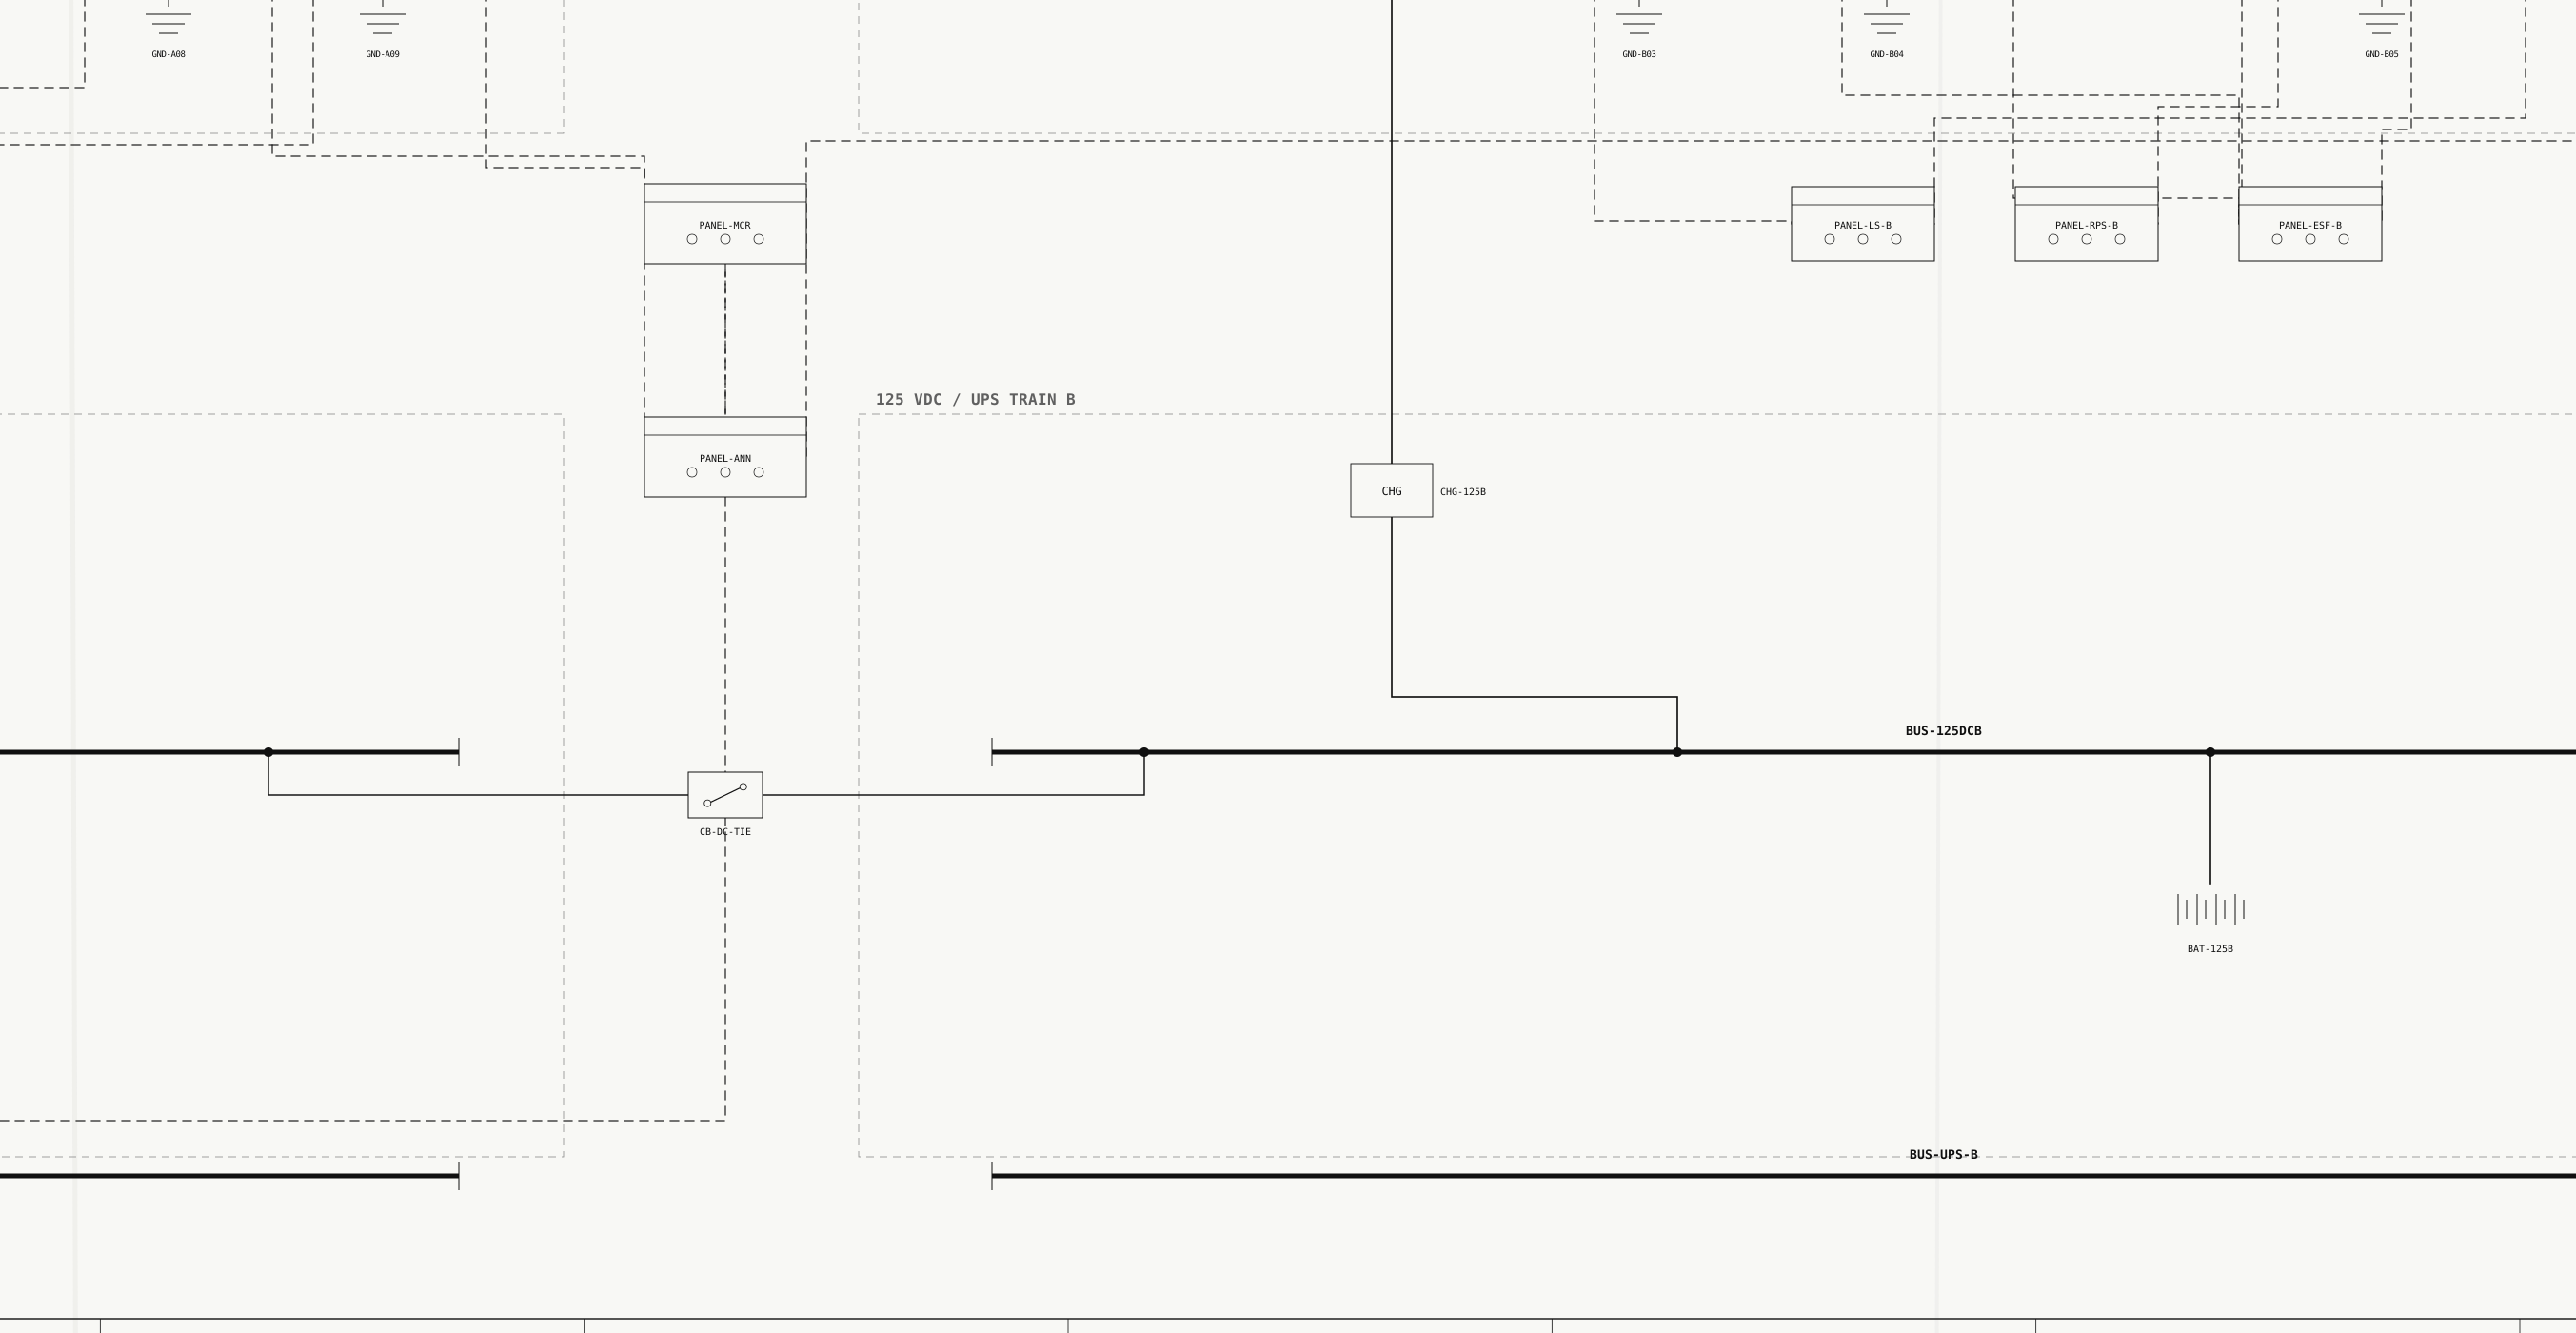 GND-A08
GND-A09
GND-B03
GND-B04
GND-B05
PANEL-MCR
PANEL-LS-B
PANEL-RPS-B
PANEL-ESF-B
125 VDC / UPS TRAIN B
PANEL-ANN
CHG
CHG-125B
BUS-125DCB
CB-DC-TIE
BAT-125B
BUS-UPS-B